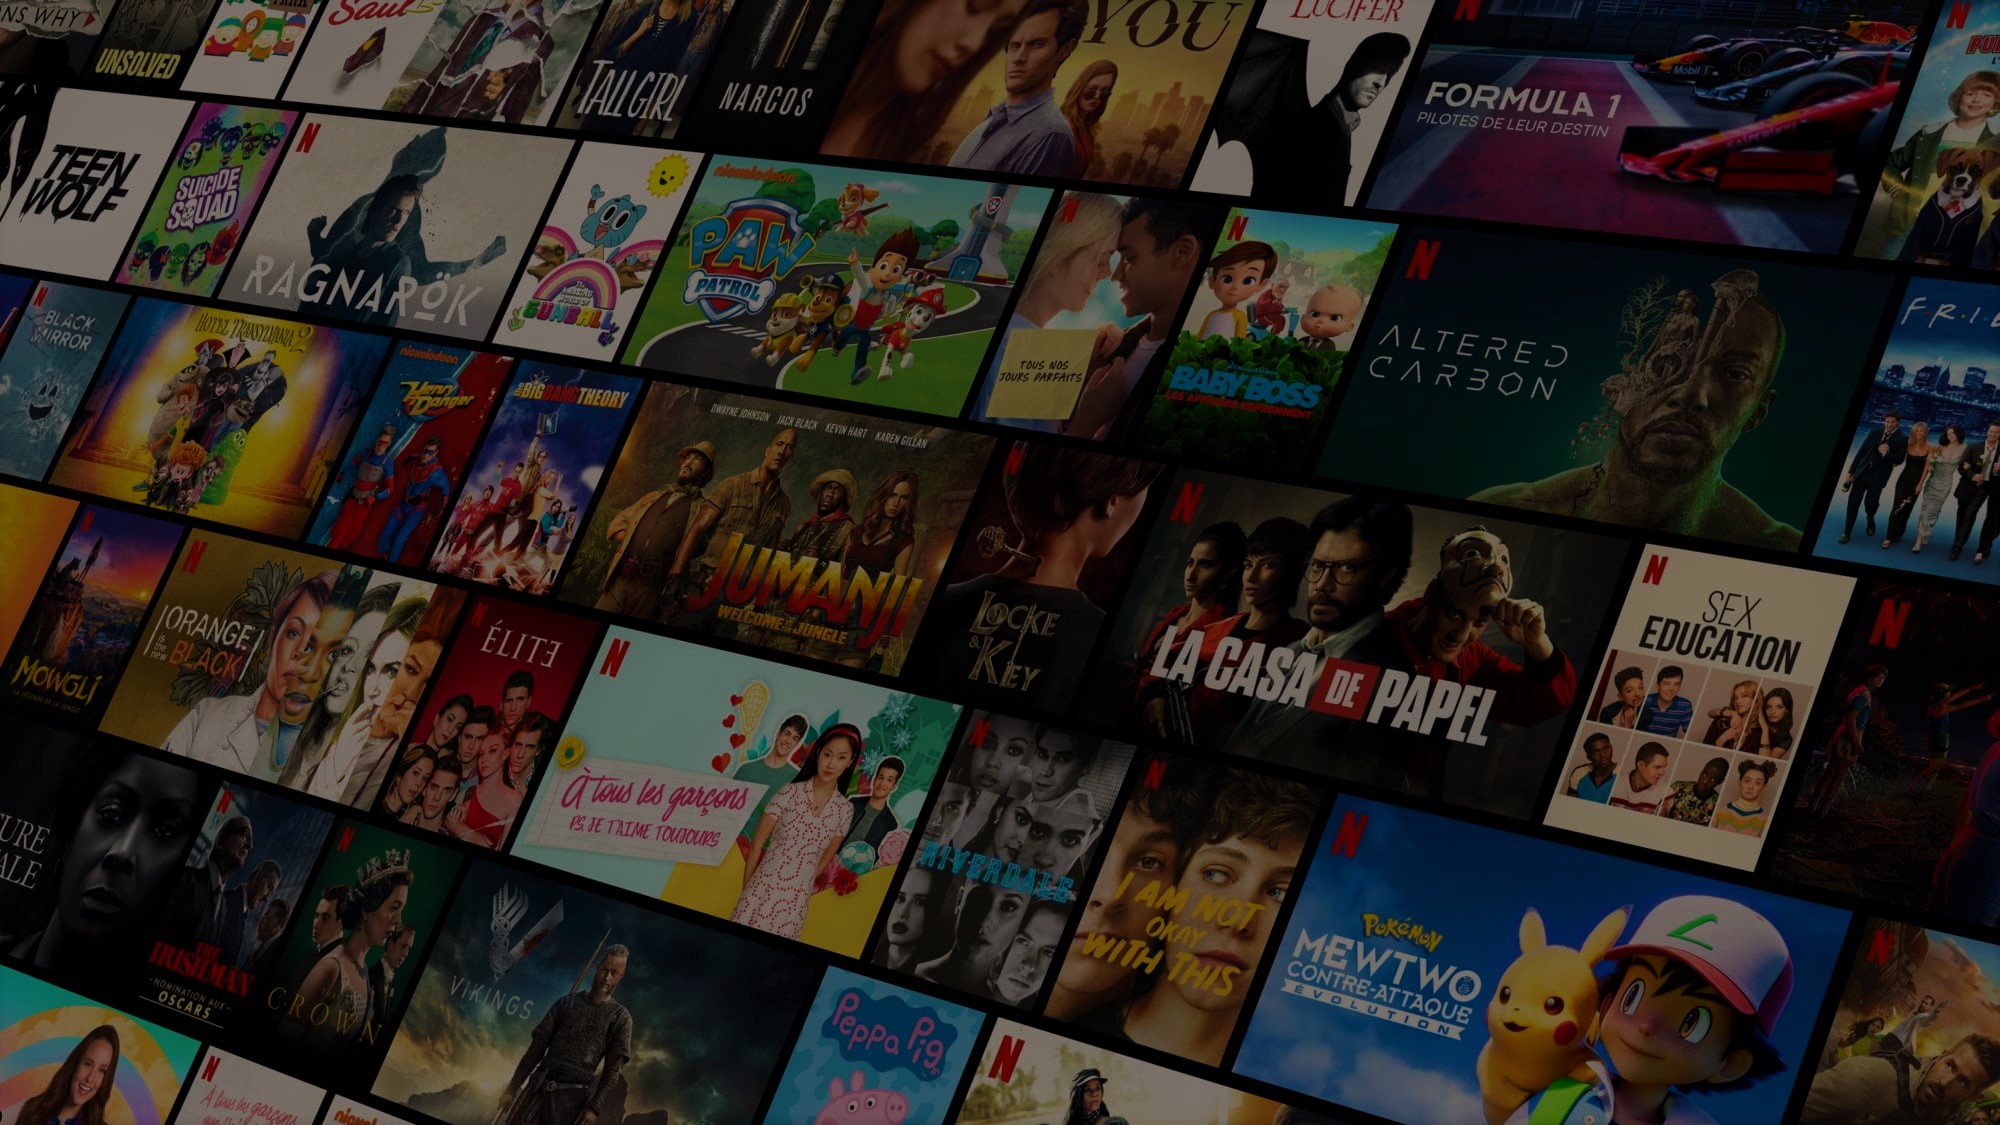 NS WHY
UNSOLVED
Saul
TALL GIRL
NARCOS
YOU
LUCIFER
FORMULA 1
PILOTES DE LEUR DESTIN
TEEN
WOLF
SUICIDE
SQUAD
RAGNARÖK
THE
AMAZING
WORLD OF
GUMBALL
nickelodeon
PAW
PATROL
TOUS NOS
JOURS PARFAITS
BABY BOSS
LES AFFAIRES REPRENNENT
ALTERED
CARBON
FRI
BLACK
MIRROR
HOTEL TRANSYLVANIA 2
nickelodeon
Henry
Danger
THE BIG BANG THEORY
DWAYNE JOHNSON JACK BLACK KEVIN HART KAREN GILLAN
JUMANJI
WELCOME TO THE JUNGLE
LOCKE
& KEY
LA CASA DE PAPEL
SEX
EDUCATION
MOWGLI
LA LÉGENDE DE LA JUNGLE
ORANGE
is the new
BLACK
ÉLITE
À tous les garçons
P.S. JE T'AIME TOUJOURS
RIVERDALE
I AM NOT
OKAY
WITH THIS
POKéMON
MEWTWO
CONTRE-ATTAQUE
ÉVOLUTION
URE
ALE
THE
IRISHMAN
NOMINATION AUX
OSCARS
CROWN
VIKINGS
Peppa Pig
À tous les garçons
nickelodeon